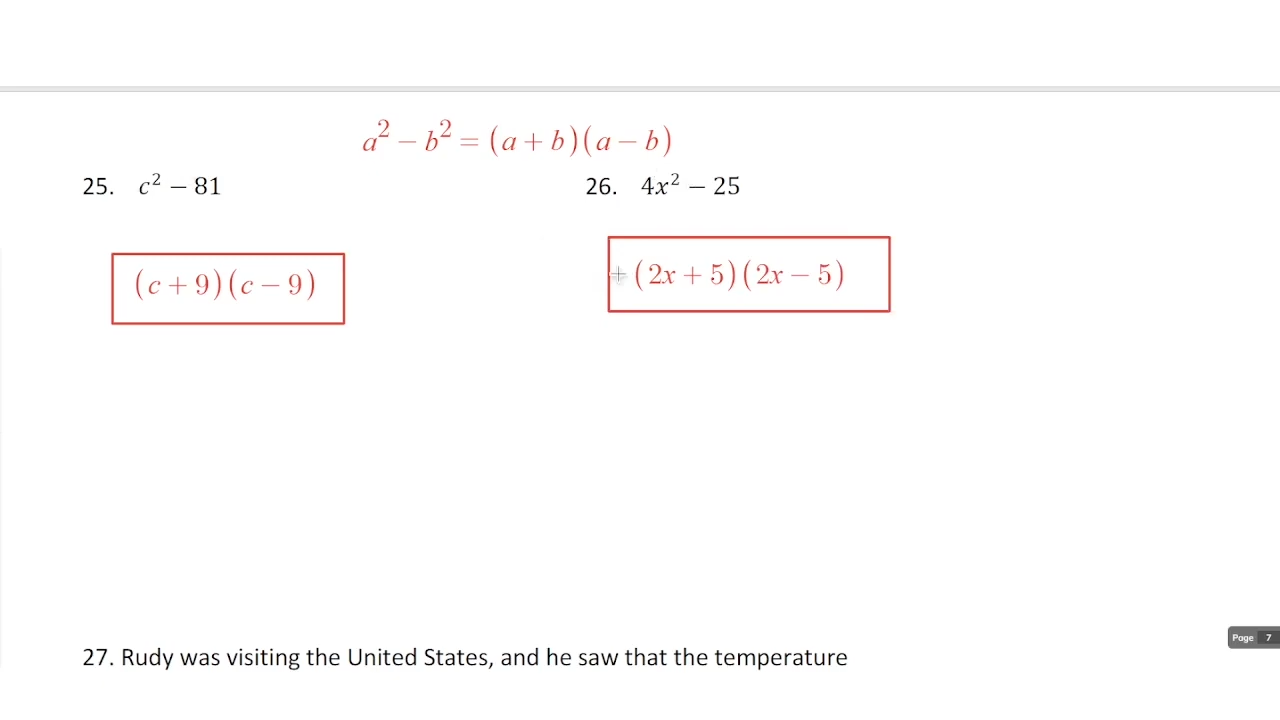 a² − b² = (a + b)(a − b)
25. c² − 81
26. 4x² − 25
(c + 9)(c − 9)
(2x + 5)(2x − 5)
27. Rudy was visiting the United States, and he saw that the temperature
Page 7